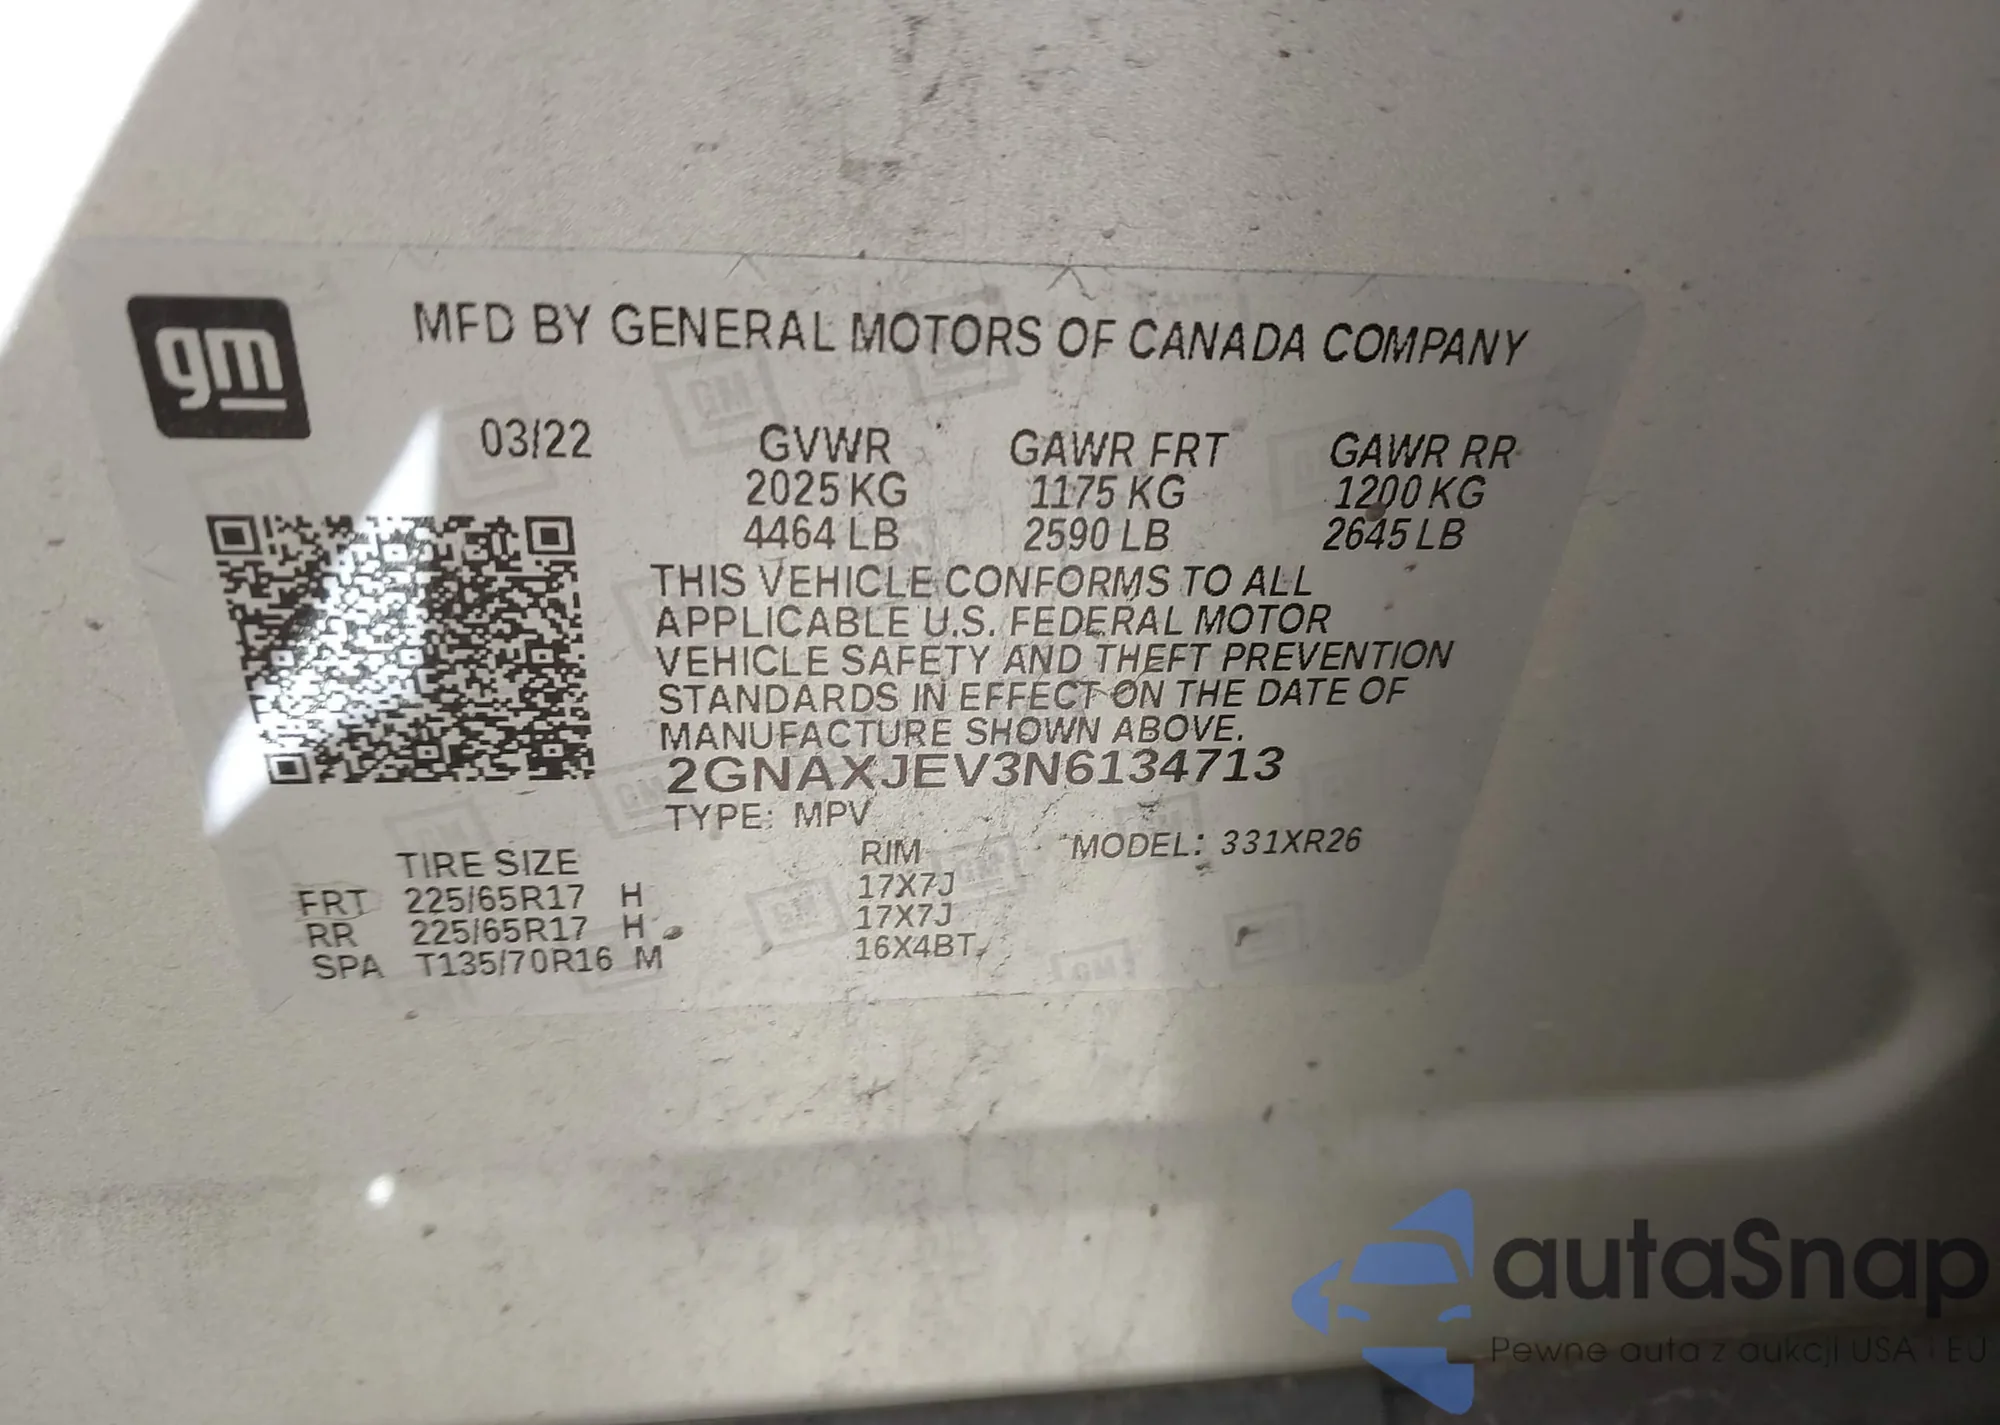 gm
MFD BY GENERAL MOTORS OF CANADA COMPANY
03/22 GVWR GAWR FRT GAWR RR
2025 KG 1175 KG 1200 KG
4464 LB 2590 LB 2645 LB
THIS VEHICLE CONFORMS TO ALL
APPLICABLE U.S. FEDERAL MOTOR
VEHICLE SAFETY AND THEFT PREVENTION
STANDARDS IN EFFECT ON THE DATE OF
MANUFACTURE SHOWN ABOVE.
2GNAXJEV3N6134713
TYPE: MPV
MODEL: 331XR26
TIRE SIZE RIM
FRT 225/65R17 H 17X7J
RR 225/65R17 H 17X7J
SPA T135/70R16 M 16X4BT
autaSnap
Pewne auta z aukcji USA i EU